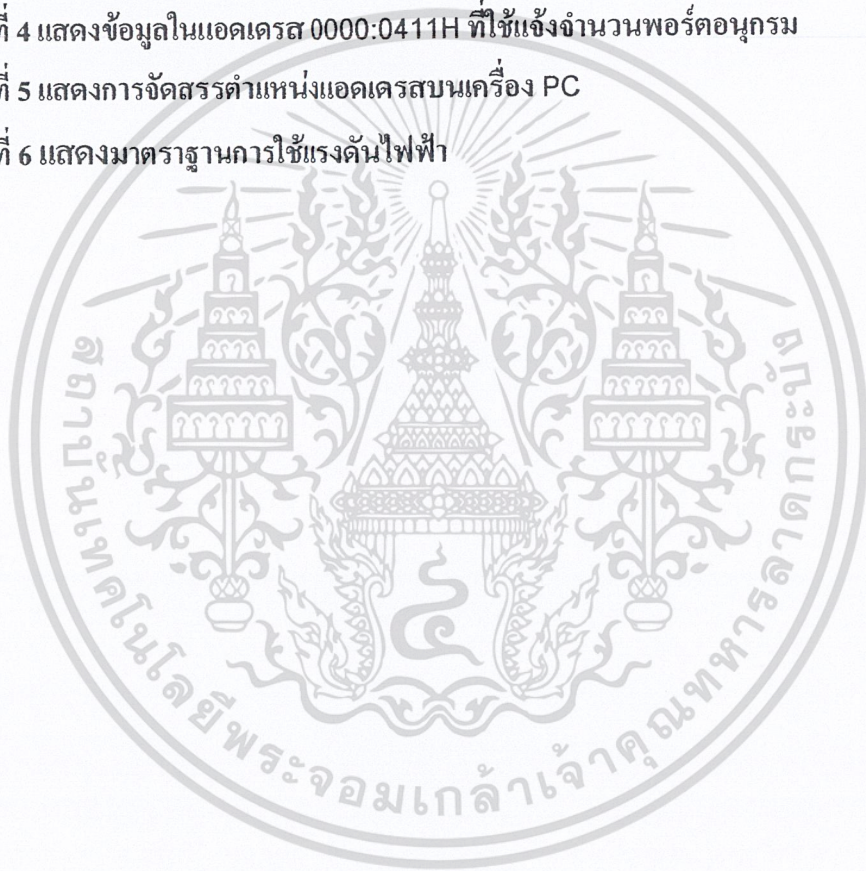 ที่ 4 แสดงข้อมูลในแอดเดรส 0000:0411H ที่ใช้แจ้งจำนวนพอร์ตอนุกรม
ที่ 5 แสดงการจัดสรรตำแหน่งแอดเดรสบนเครื่อง PC
ที่ 6 แสดงมาตราฐานการใช้แรงดันไฟฟ้า
สถาบันเทคโนโลยีพระจอมเกล้าเจ้าคุณทหารลาดกระบัง